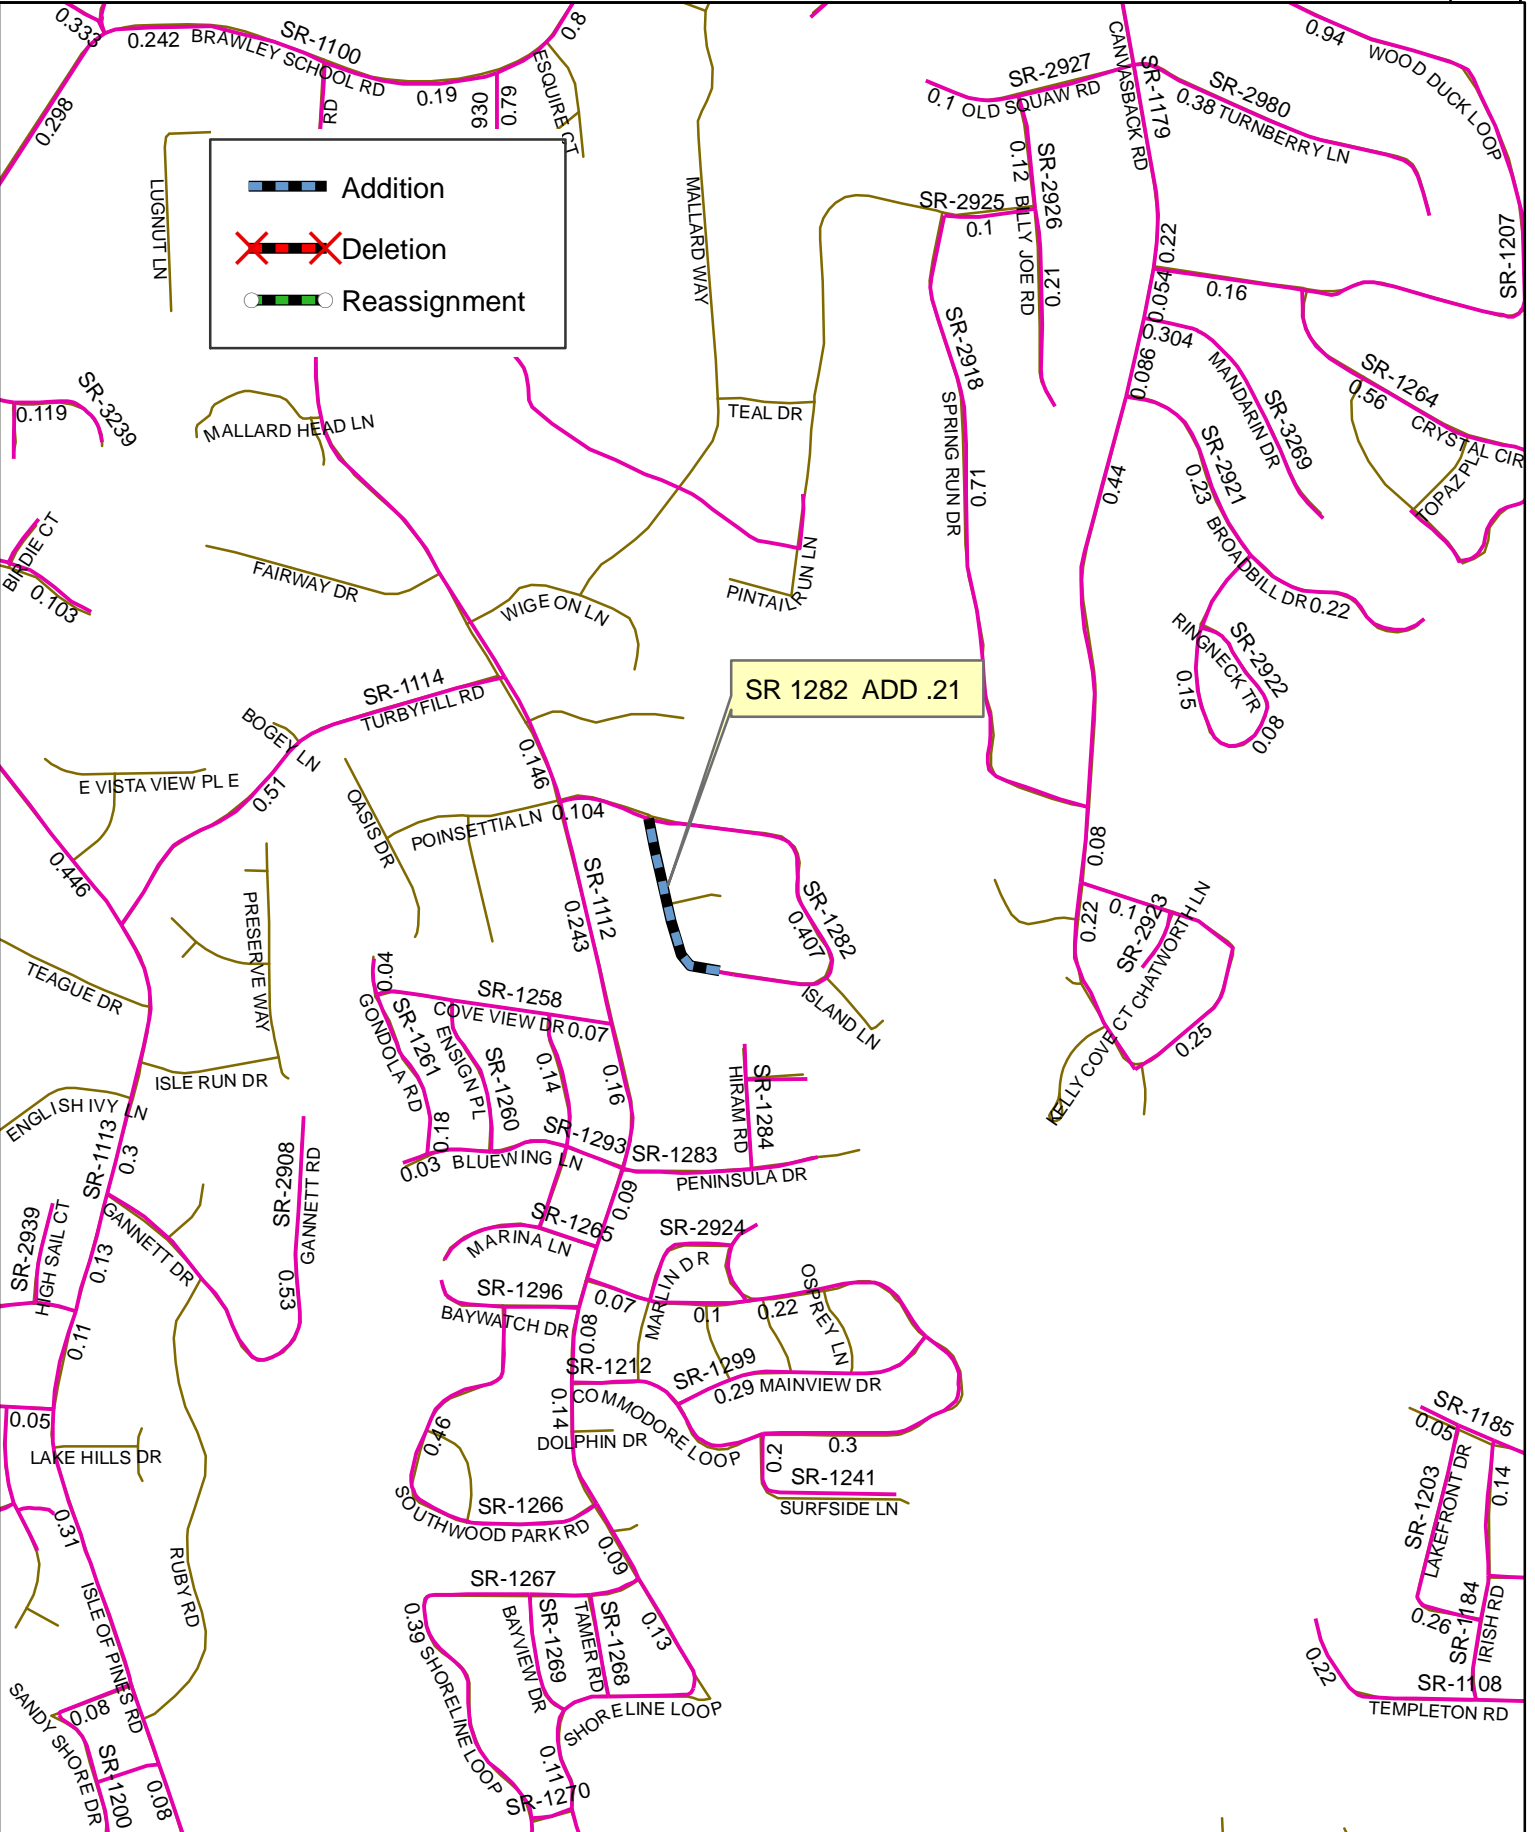 0.333
0.242
BRAWLEY SCHOOL RD
SR-1100
0.19
930
0.79
0.8
ESQUIRE CT
RD
0.298
LUGNUT LN
Addition
Deletion
Reassignment
MALLARD WAY
SR-2927
0.1
OLD SQUAW RD
CANVASBACK RD
SR-1179
SR-2980
0.38
TURNBERRY LN
0.94
WOOD DUCK LOOP
SR-1207
0.12
SR-2926
BILLY JOE RD
0.21
SR-2925
0.1
0.22
0.054
0.16
0.304
0.086
MANDARIN DR
SR-3269
SR-1264
0.56
CRYSTAL CIR
TOPAZ PL
SR-2918
SPRING RUN DR
0.71
0.44
SR-2921
0.23
BROADBILL DR
0.22
SR-3239
0.119
MALLARD HEAD LN
TEAL DR
BIRDIE CT
0.103
FAIRWAY DR
WIGEON LN
PINTAIL RUN LN
RINGNECK TR
SR-2922
0.15
0.08
SR 1282 ADD .21
SR-1114
TURBYFILL RD
BOGEY LN
0.51
E VISTA VIEW PL E
0.146
OASIS DR
POINSETTIA LN
0.104
0.446
PRESERVE WAY
SR-1112
0.243
SR-1282
0.407
ISLAND LN
0.08
0.22
0.1
SR-2923
CHATWORTH LN
KELLY COVE CT
0.25
TEAGUE DR
0.04
GONDOLA RD
SR-1261
SR-1258
COVE VIEW DR
0.07
ENSIGN PL
SR-1260
0.14
0.16
0.18
ISLE RUN DR
ENGLISH IVY LN
SR-1113
0.3
SR-2908
GANNETT RD
HIRAM RD
SR-1284
SR-1293
SR-1283
0.03
BLUEWING LN
PENINSULA DR
0.09
SR-2939
HIGH SAIL CT
GANNETT DR
0.13
0.53
SR-1265
MARINA LN
SR-2924
MARLIN DR
OSPREY LN
SR-1296
BAYWATCH DR
0.07
0.1
0.22
0.08
0.11
SR-1212
SR-1299
0.29
MAINVIEW DR
COMMODORE LOOP
0.14
0.05
LAKE HILLS DR
0.46
DOLPHIN DR
0.2
0.3
SR-1241
SURFSIDE LN
SR-1185
0.05
0.14
SR-1203
LAKEFRONT DR
0.31
SOUTHWOOD PARK RD
SR-1266
0.09
RUBY RD
ISLE OF PINES RD
SR-1267
0.39
SHORELINE LOOP
BAYVIEW DR
SR-1269
TAMER RD
SR-1268
0.13
0.26
SR-1184
IRISH RD
0.22
SR-1108
TEMPLETON RD
SANDY SHORE DR
0.08
SR-1200
0.08
SHORELINE LOOP
0.11
SR-1270